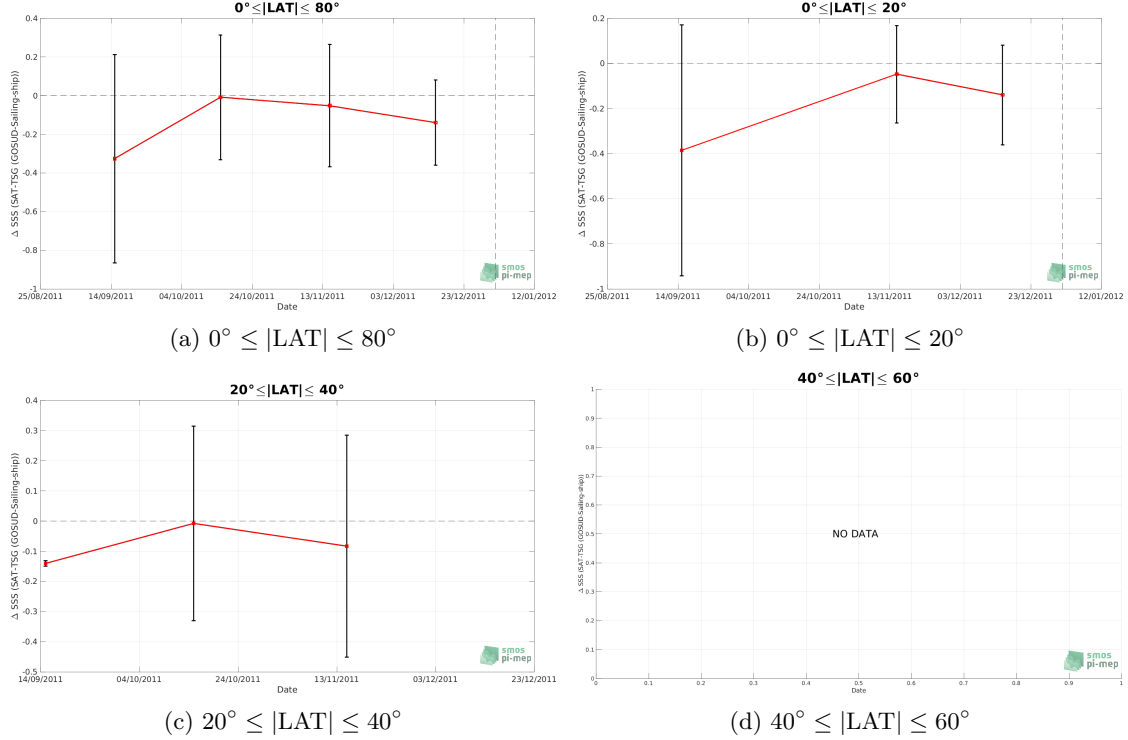 0°≤|LAT|≤ 80°
0.4
0.2
0
-0.2
-0.4
-0.6
-0.8
-1
Δ SSS (SAT-TSG (GOSUD-Sailing-ship))
25/08/2011 14/09/2011 04/10/2011 24/10/2011 13/11/2011 03/12/2011 23/12/2011 12/01/2012
Date
smos
pi-mep
(a) 0° ≤ |LAT| ≤ 80°
0°≤|LAT|≤ 20°
0.2
0
-0.2
-0.4
-0.6
-0.8
-1
Δ SSS (SAT-TSG (GOSUD-Sailing-ship))
25/08/2011 14/09/2011 04/10/2011 24/10/2011 13/11/2011 03/12/2011 23/12/2011 12/01/2012
Date
smos
pi-mep
(b) 0° ≤ |LAT| ≤ 20°
20°≤|LAT|≤ 40°
0.4
0.3
0.2
0.1
0
-0.1
-0.2
-0.3
-0.4
-0.5
Δ SSS (SAT-TSG (GOSUD-Sailing-ship))
14/09/2011 04/10/2011 24/10/2011 13/11/2011 03/12/2011 23/12/2011
Date
smos
pi-mep
(c) 20° ≤ |LAT| ≤ 40°
40°≤|LAT|≤ 60°
1
0.9
0.8
0.7
0.6
0.5
0.4
0.3
0.2
0.1
0
Δ SSS (SAT-TSG (GOSUD-Sailing-ship))
NO DATA
0 0.1 0.2 0.3 0.4 0.5 0.6 0.7 0.8 0.9 1
Date
smos
pi-mep
(d) 40° ≤ |LAT| ≤ 60°